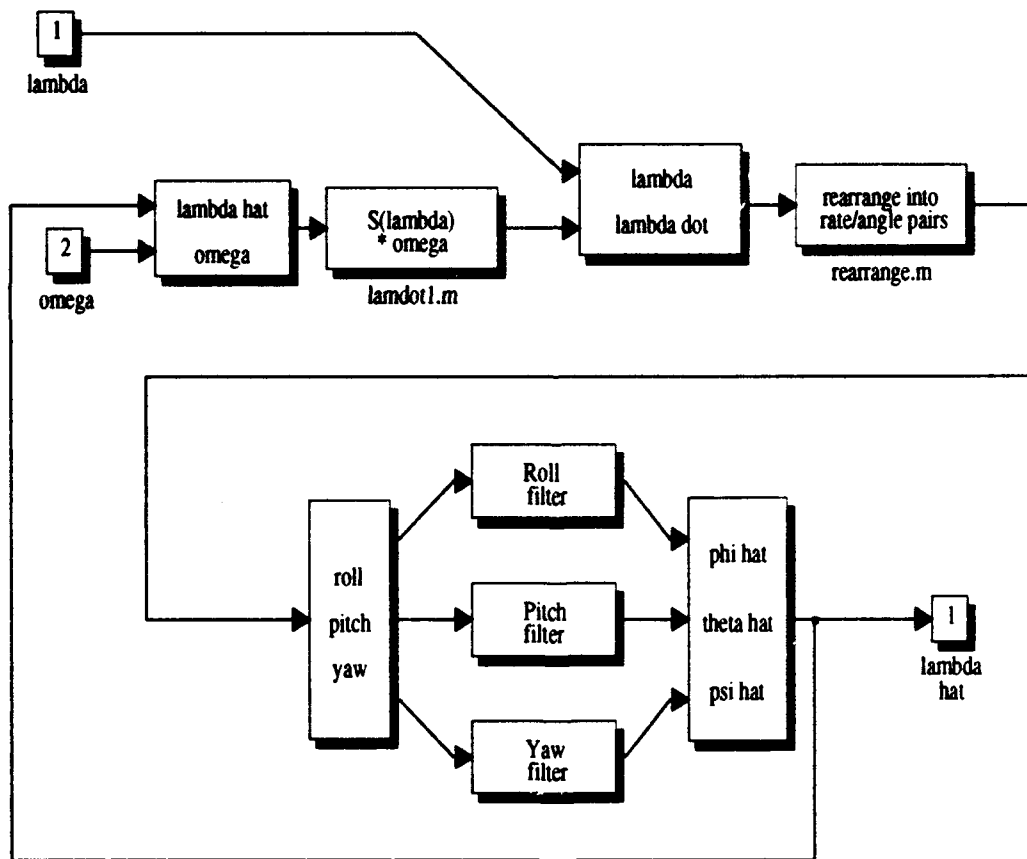 1
lambda
lambda hat
omega
2
omega
S(lambda)
* omega
lamdot1.m
lambda
lambda dot
rearrange into
rate/angle pairs
rearrange.m
roll
pitch
yaw
Roll
filter
Pitch
filter
Yaw
filter
phi hat
theta hat
psi hat
1
lambda
hat